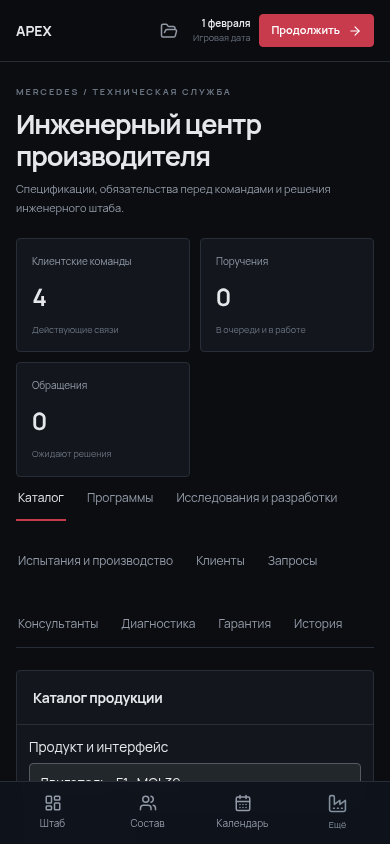 APEX
1 февраля
Игровая дата
Продолжить
MERCEDES / ТЕХНИЧЕСКАЯ СЛУЖБА
Инженерный центр
производителя
Спецификации, обязательства перед командами и решения
инженерного штаба.
Клиентские команды
4
Действующие связи
Поручения
0
В очереди и в работе
Обращения
0
Ожидают решения
Каталог Программы Исследования и разработки
Испытания и производство Клиенты Запросы
Консультанты Диагностика Гарантия История
Каталог продукции
Продукт и интерфейс
Штаб Состав Календарь Ещё